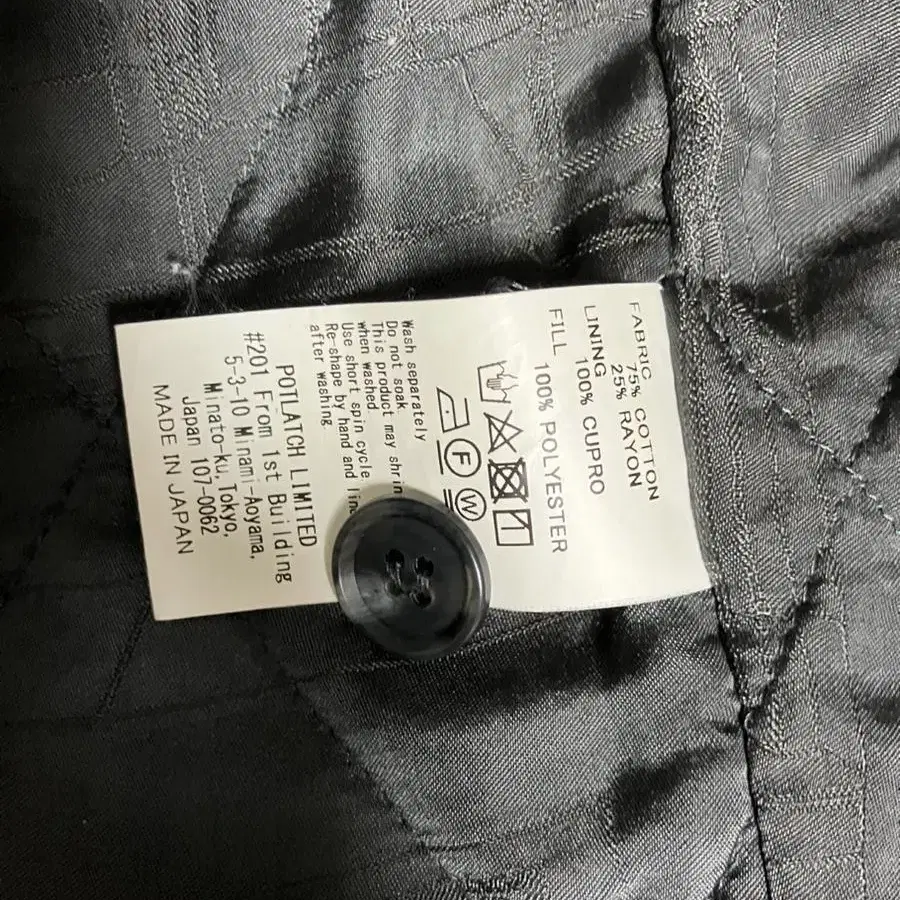 FABRIC
75% COTTON
25% RAYON
LINING
100% CUPRO
FILL
100% POLYESTER
F
W
Wash separately
Do not soak.
This product may shrin
when washed.
Use short spin cycle.
Re-shape by hand and line
after washing.
POTLATCH LIMITED
#201 From 1st Building
5-3-10 Minami-Aoyama,
Minato-ku, Tokyo,
Japan 107-0062
MADE IN JAPAN